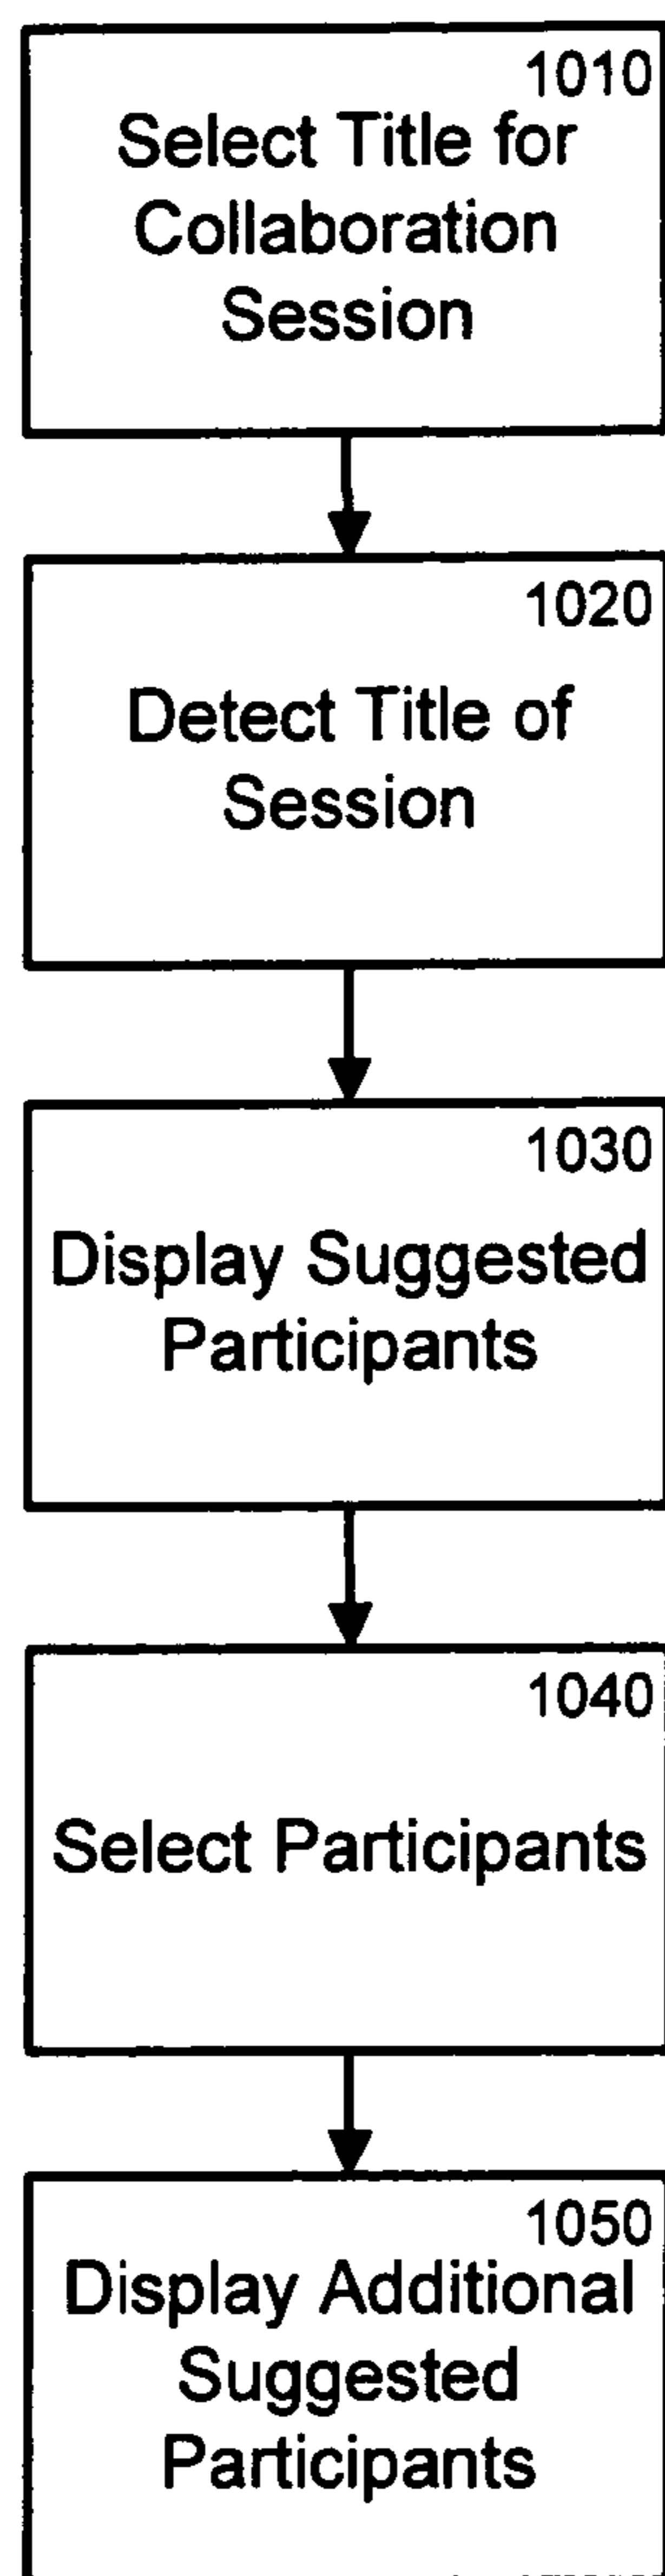 1010
Select Title for
Collaboration
Session
1020
Detect Title of
Session
1030
Display Suggested
Participants
1040
Select Participants
1050
Display Additional
Suggested
Participants